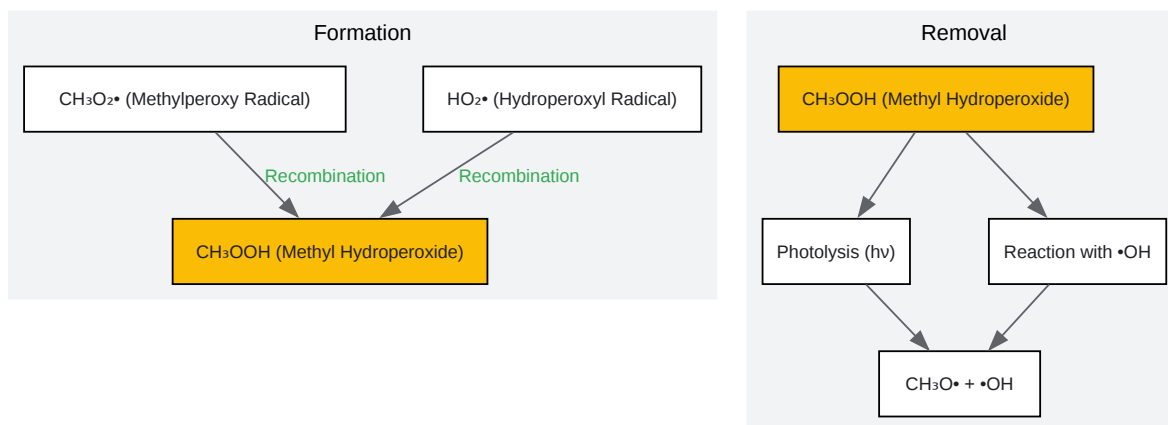 Formation
CH₃O₂• (Methylperoxy Radical)
HO₂• (Hydroperoxyl Radical)
Recombination
Recombination
CH₃OOH (Methyl Hydroperoxide)
Removal
CH₃OOH (Methyl Hydroperoxide)
Photolysis (hν)
Reaction with •OH
CH₃O• + •OH